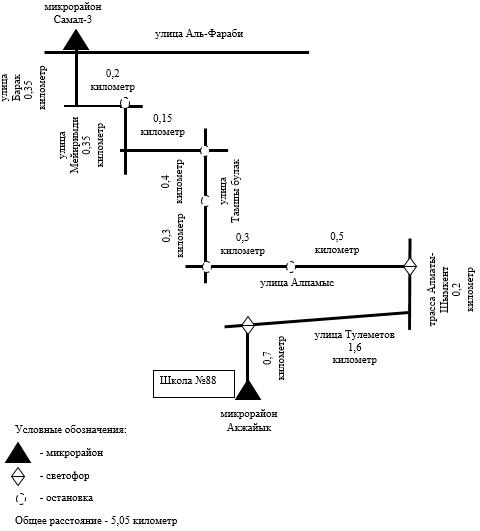 микрорайон
Самал-3
улица Аль-Фараби
улица
Барак
0,35
километр
0,2
километр
улица
Мейиримди
0,35
километр
0,15
километр
0,4
километр
улица
Тамшы булак
0,3
километр
0,3
километр
0,5
километр
улица Алпамыс
трасса Алматы-
Шымкент
0,2
километр
улица Тулеметов
1,6
километр
0,7
километр
Школа №88
микрорайон
Акжайык
Условные обозначения:
- микрорайон
- светофор
- остановка
Общее расстояние - 5,05 километр